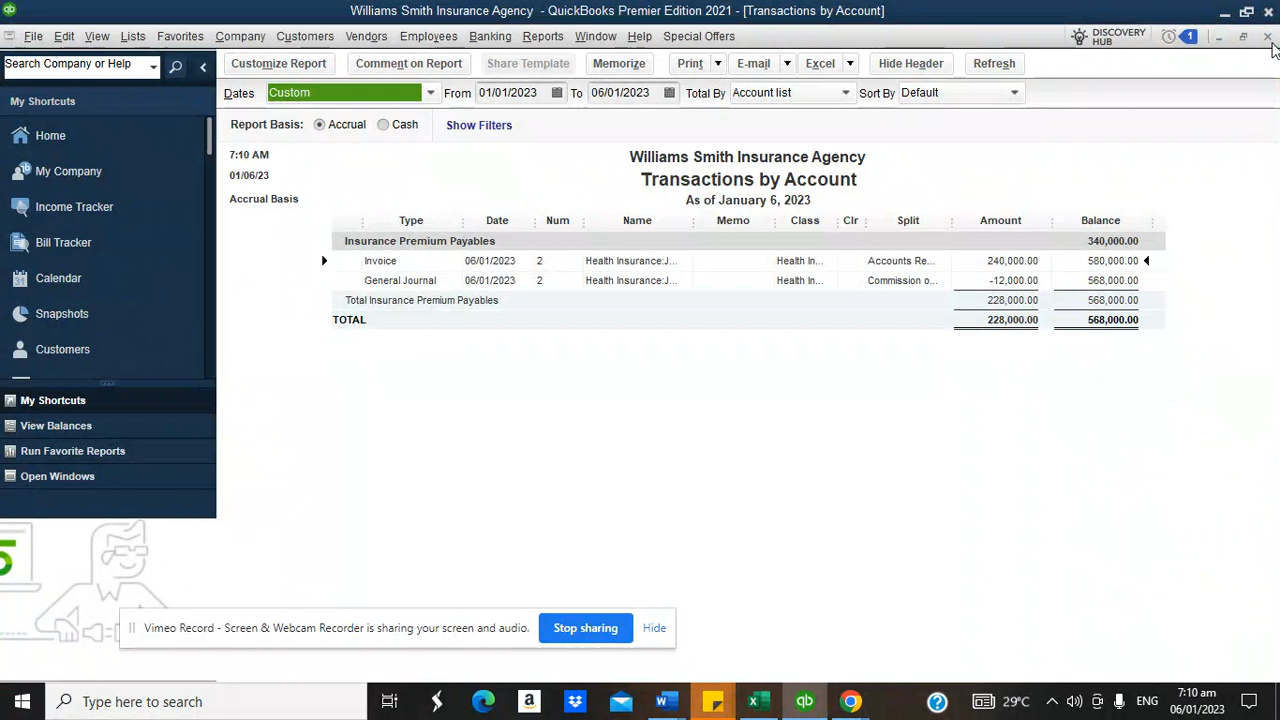 Williams Smith Insurance Agency - QuickBooks Premier Edition 2021 - [Transactions by Account]
File Edit View Lists Favorites Company Customers Vendors Employees Banking Reports Window Help Special Offers DISCOVERY HUB 1
Search Company or Help
Customize Report Comment on Report Share Template Memorize Print E-mail Excel Hide Header Refresh
Dates Custom From 01/01/2023 To 06/01/2023 Total By Account list Sort By Default
Report Basis: Accrual Cash Show Filters
My Shortcuts
Home
My Company
Income Tracker
Bill Tracker
Calendar
Snapshots
Customers
My Shortcuts
View Balances
Run Favorite Reports
Open Windows
7:10 AM
01/06/23
Accrual Basis
Williams Smith Insurance Agency
Transactions by Account
As of January 6, 2023
Type Date Num Name Memo Class Clr Split Amount Balance
Insurance Premium Payables 340,000.00
Invoice 06/01/2023 2 Health Insurance:J... Health In... Accounts Re... 240,000.00 580,000.00
General Journal 06/01/2023 2 Health Insurance:J... Health In... Commission o... -12,000.00 568,000.00
Total Insurance Premium Payables 228,000.00 568,000.00
TOTAL 228,000.00 568,000.00
5
Vimeo Record - Screen & Webcam Recorder is sharing your screen and audio. Stop sharing Hide
Type here to search
29°C ENG 7:10 am
06/01/2023